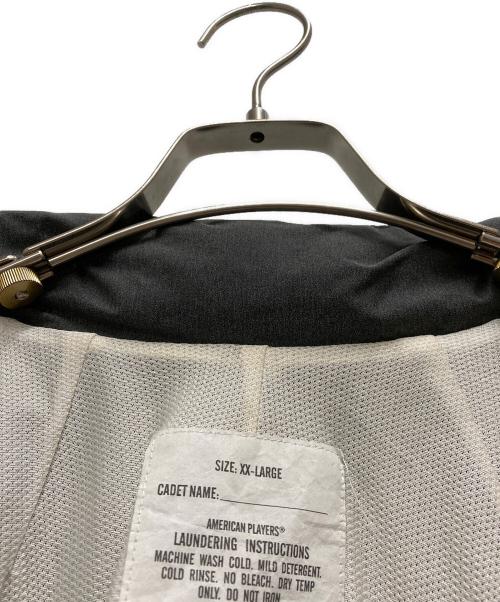 SIZE: XX-LARGE
CADET NAME:
AMERICAN PLAYERS®
LAUNDERING INSTRUCTIONS
MACHINE WASH COLD. MILD DETERGENT.
COLD RINSE. NO BLEACH. DRY TEMP
ONLY. DO NOT IRON